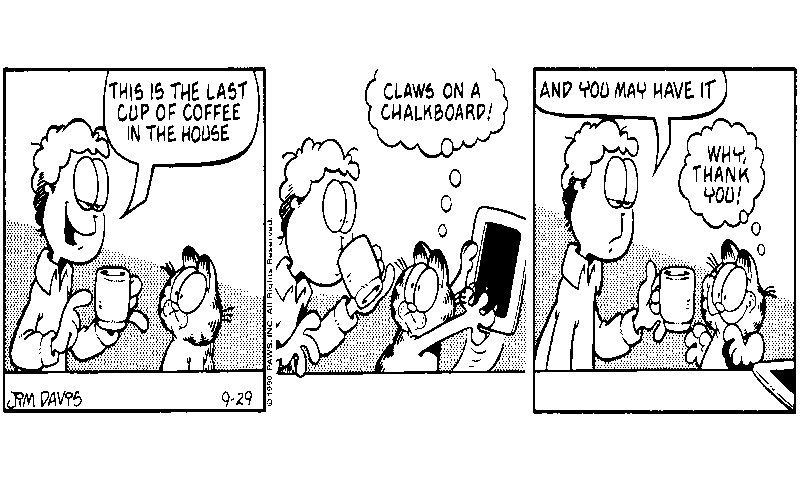 THIS IS THE LAST
CUP OF COFFEE
IN THE HOUSE
JIM DAVIS
9-29
© 1990 PAWS, INC. All Rights Reserved.
CLAWS ON A
CHALKBOARD!
AND YOU MAY HAVE IT
WHY,
THANK
YOU!